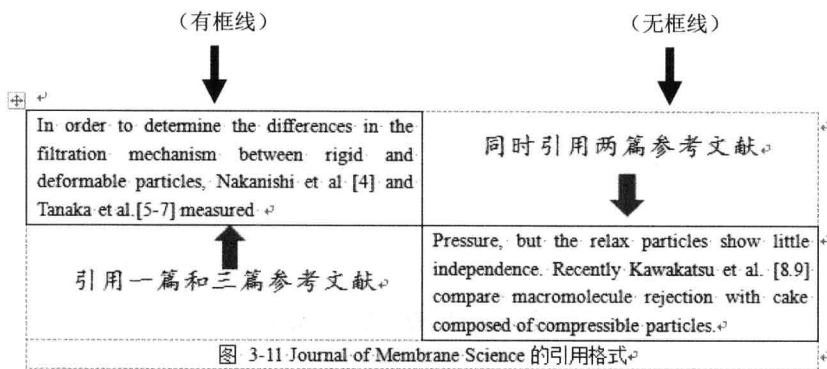 （有框线）
（无框线）
In order to determine the differences in the
filtration mechanism between rigid and
deformable particles, Nakanishi et al [4] and
Tanaka et al.[5-7] measured
同时引用两篇参考文献
引用一篇和三篇参考文献
Pressure, but the relax particles show little
independence. Recently Kawakatsu et al. [8.9]
compare macromolecule rejection with cake
composed of compressible particles.
图 3-11 Journal of Membrane Science 的引用格式